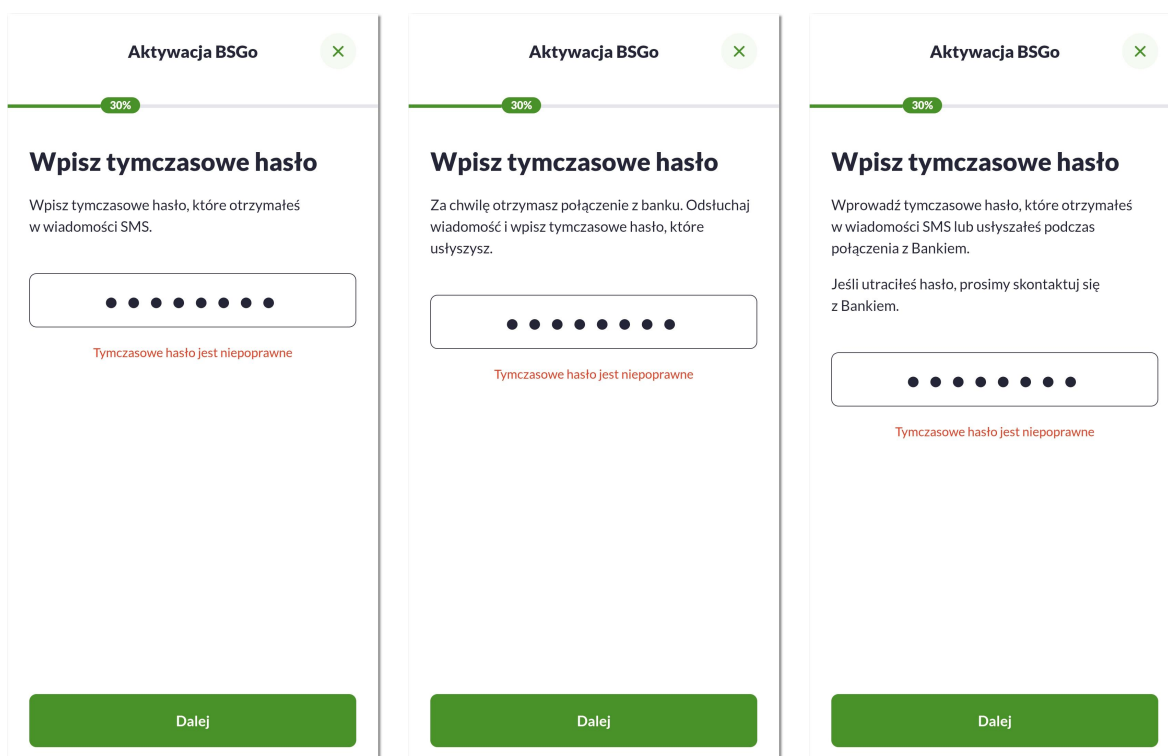 Aktywacja BSGo
30%
Wpisz tymczasowe hasło
Wpisz tymczasowe hasło, które otrzymałeś
w wiadomości SMS.
Tymczasowe hasło jest niepoprawne
Dalej
Aktywacja BSGo
30%
Wpisz tymczasowe hasło
Za chwilę otrzymasz połączenie z banku. Odsłuchaj
wiadomość i wpisz tymczasowe hasło, które
usłyszysz.
Tymczasowe hasło jest niepoprawne
Dalej
Aktywacja BSGo
30%
Wpisz tymczasowe hasło
Wprowadź tymczasowe hasło, które otrzymałeś
w wiadomości SMS lub usłyszałeś podczas
połączenia z Bankiem.
Jeśli utraciłeś hasło, prosimy skontaktuj się
z Bankiem.
Tymczasowe hasło jest niepoprawne
Dalej